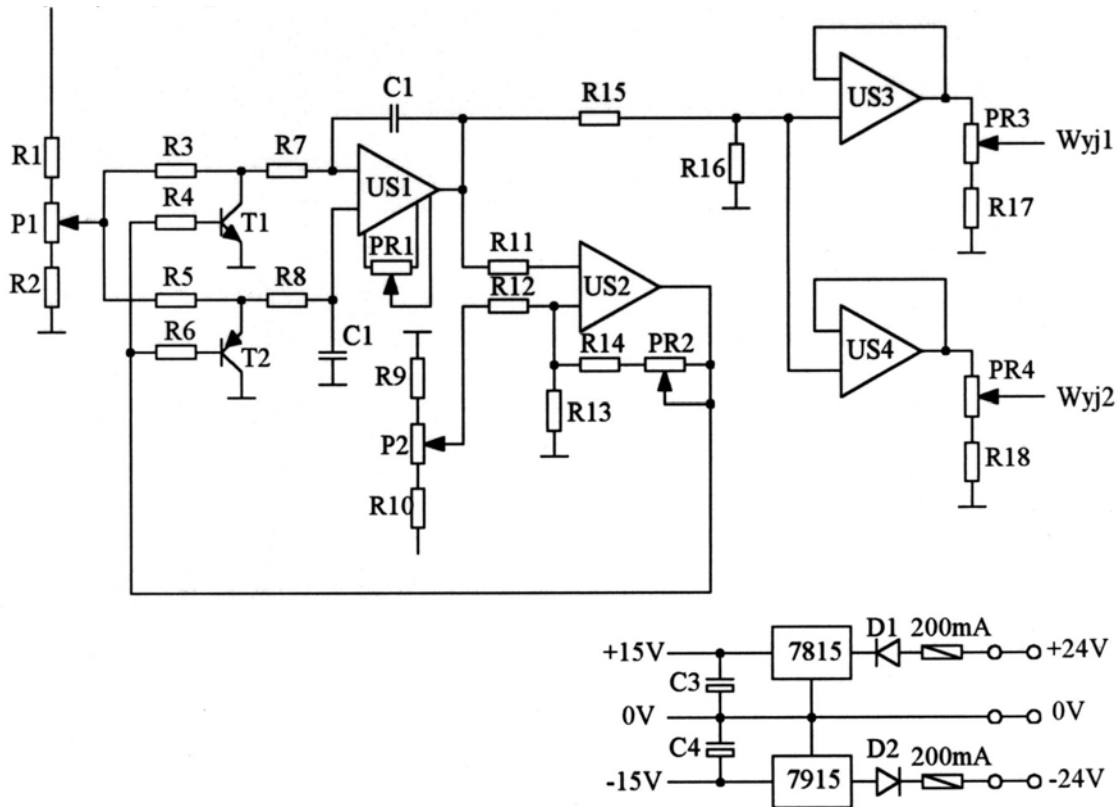 C1
US3
R15
PR3
Wyj1
R1
R3
R7
US1
R16
R4
T1
P1
PR1
R11
R17
R2
R5
R8
R12
US2
R6
T2
C1
R9
R14
PR2
US4
PR4
Wyj2
R13
P2
R18
R10
D1 200mA
+15V
7815
+24V
C3
0V
0V
C4
D2 200mA
-15V
7915
-24V